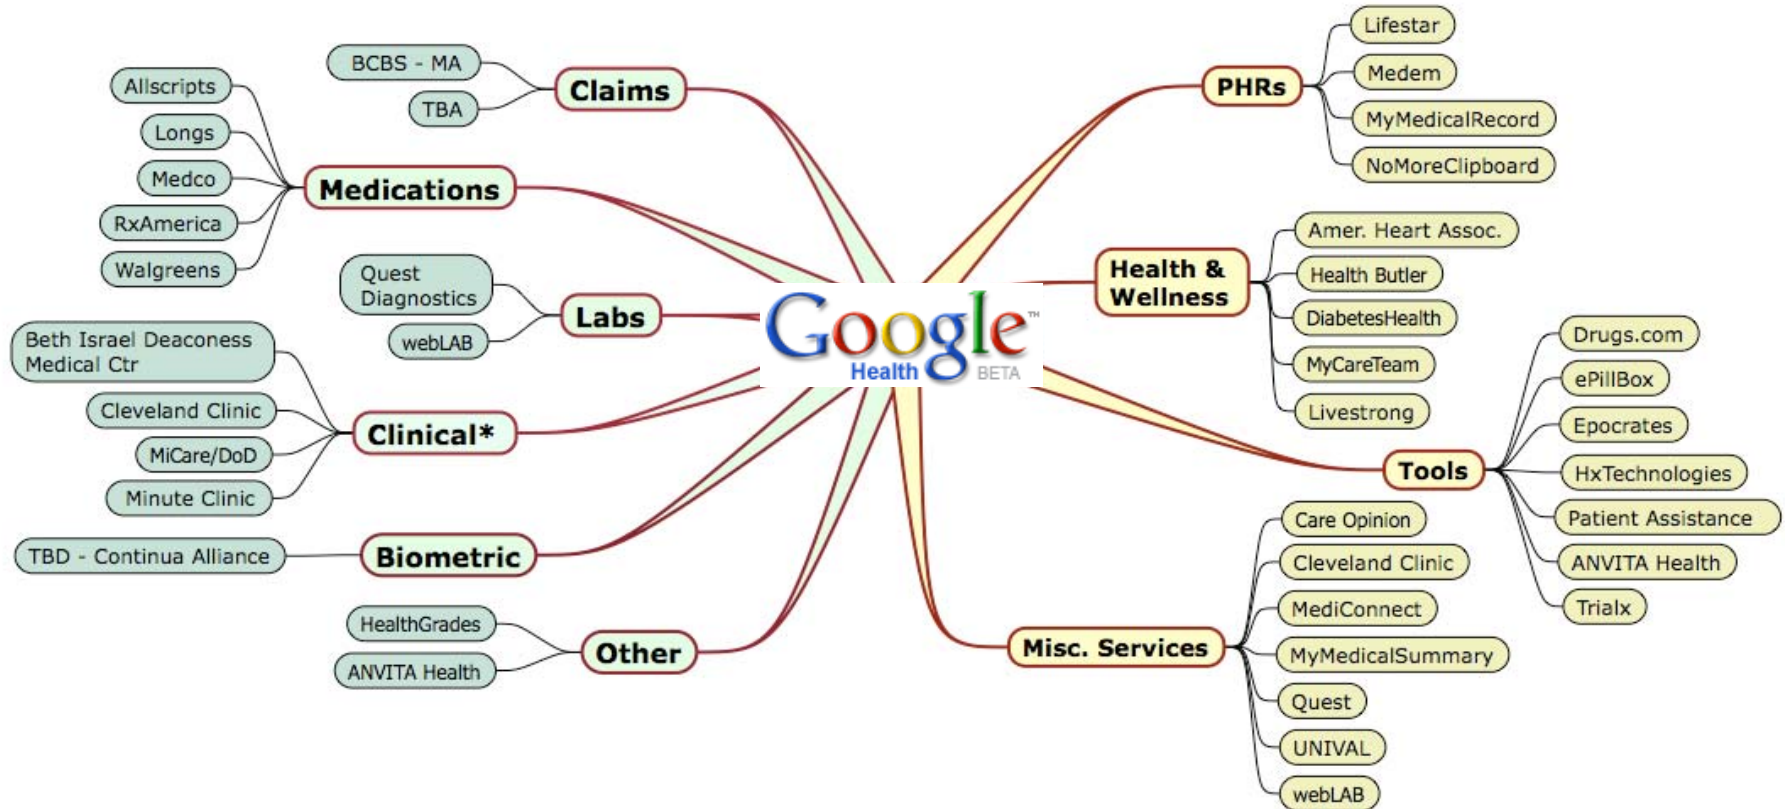 BCBS - MA
TBA
Claims
Allscripts
Longs
Medco
RxAmerica
Walgreens
Medications
Quest
Diagnostics
webLAB
Labs
Beth Israel Deaconess
Medical Ctr
Cleveland Clinic
MiCare/DoD
Minute Clinic
Clinical*
TBD - Continua Alliance
Biometric
HealthGrades
ANVITA Health
Other
Google™
Health BETA
PHRs
Lifestar
Medem
MyMedicalRecord
NoMoreClipboard
Health &
Wellness
Amer. Heart Assoc.
Health Butler
DiabetesHealth
MyCareTeam
Livestrong
Tools
Drugs.com
ePillBox
Epocrates
HxTechnologies
Patient Assistance
ANVITA Health
Trialx
Misc. Services
Care Opinion
Cleveland Clinic
MediConnect
MyMedicalSummary
Quest
UNIVAL
webLAB